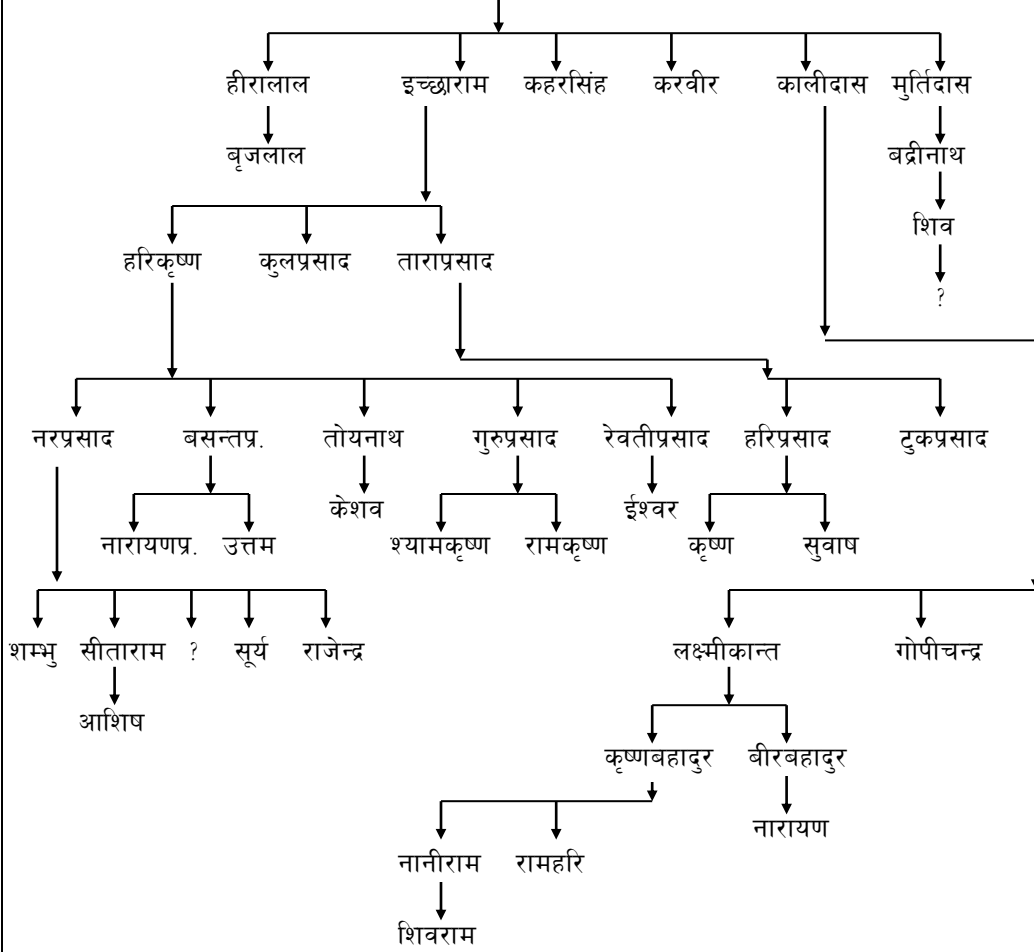 हीरालाल इच्छाराम कहरसिंह करवीर कालीदास मुर्तिदास
बृजलाल बद्रीनाथ
शिव
हरिकृष्ण कुलप्रसाद ताराप्रसाद
?
नरप्रसाद बसन्तप्र. तोयनाथ गुरुप्रसाद रेवतीप्रसाद हरिप्रसाद टुकप्रसाद
केशव ईश्वर
नारायणप्र. उत्तम श्यामकृष्ण रामकृष्ण कृष्ण सुवाष
शम्भु सीताराम ? सूर्य राजेन्द्र लक्ष्मीकान्त गोपीचन्द्र
आशिष
कृष्णबहादुर बीरबहादुर
नारायण
नानीराम रामहरि
शिवराम